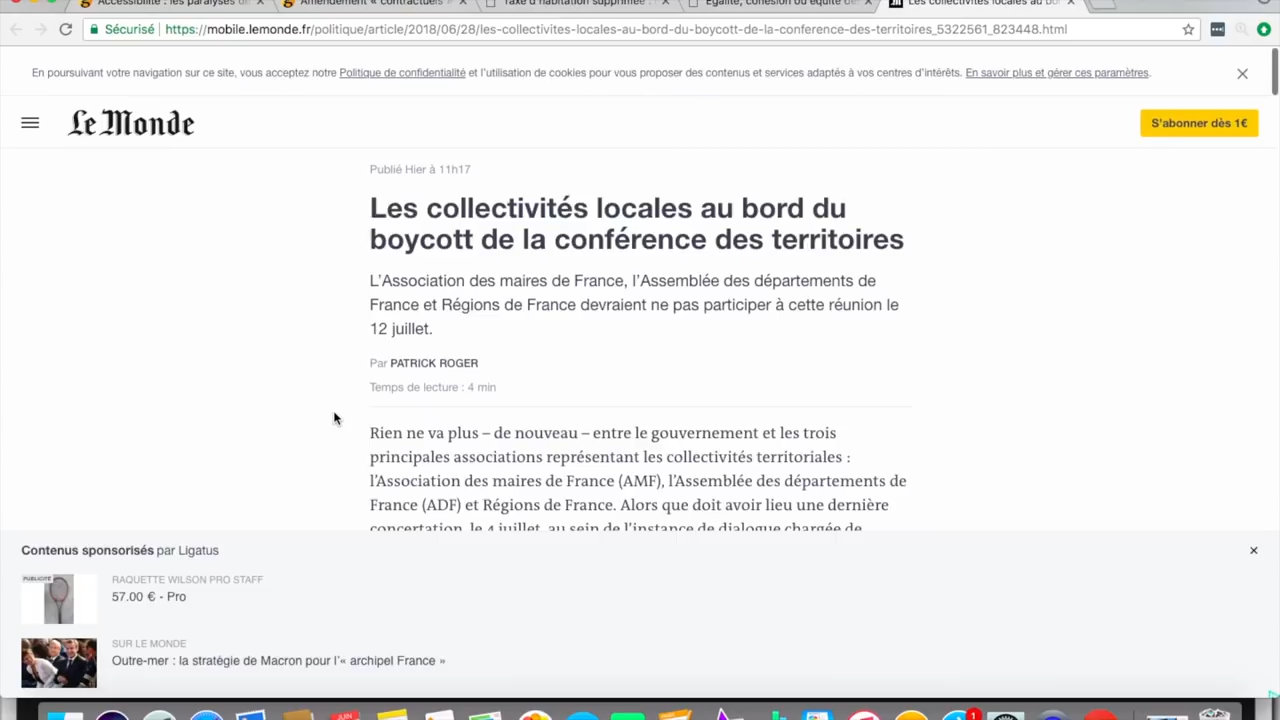 Accessibilité : les paralysés de
Amendement « contractuels »
Taxe d'habitation supprimée :
Egalité, cohésion ou équité de
Les collectivités locales au bor
Sécurisé
https://mobile.lemonde.fr/politique/article/2018/06/28/les-collectivites-locales-au-bord-du-boycott-de-la-conference-des-territoires_5322561_823448.html
En poursuivant votre navigation sur ce site, vous acceptez notre Politique de confidentialité et l'utilisation de cookies pour vous proposer des contenus et services adaptés à vos centres d'intérêts. En savoir plus et gérer ces paramètres.
Le Monde
S'abonner dès 1€
Publié Hier à 11h17
Les collectivités locales au bord du
boycott de la conférence des territoires
L'Association des maires de France, l'Assemblée des départements de
France et Régions de France devraient ne pas participer à cette réunion le
12 juillet.
Par PATRICK ROGER
Temps de lecture : 4 min
Rien ne va plus – de nouveau – entre le gouvernement et les trois
principales associations représentant les collectivités territoriales :
l'Association des maires de France (AMF), l'Assemblée des départements de
France (ADF) et Régions de France. Alors que doit avoir lieu une dernière
concertation, le 4 juillet, au sein de l'instance de dialogue chargée de
Contenus sponsorisés par Ligatus
PUBLICITÉ
RAQUETTE WILSON PRO STAFF
57.00 € - Pro
SUR LE MONDE
Outre-mer : la stratégie de Macron pour l'« archipel France »
JUIN
1